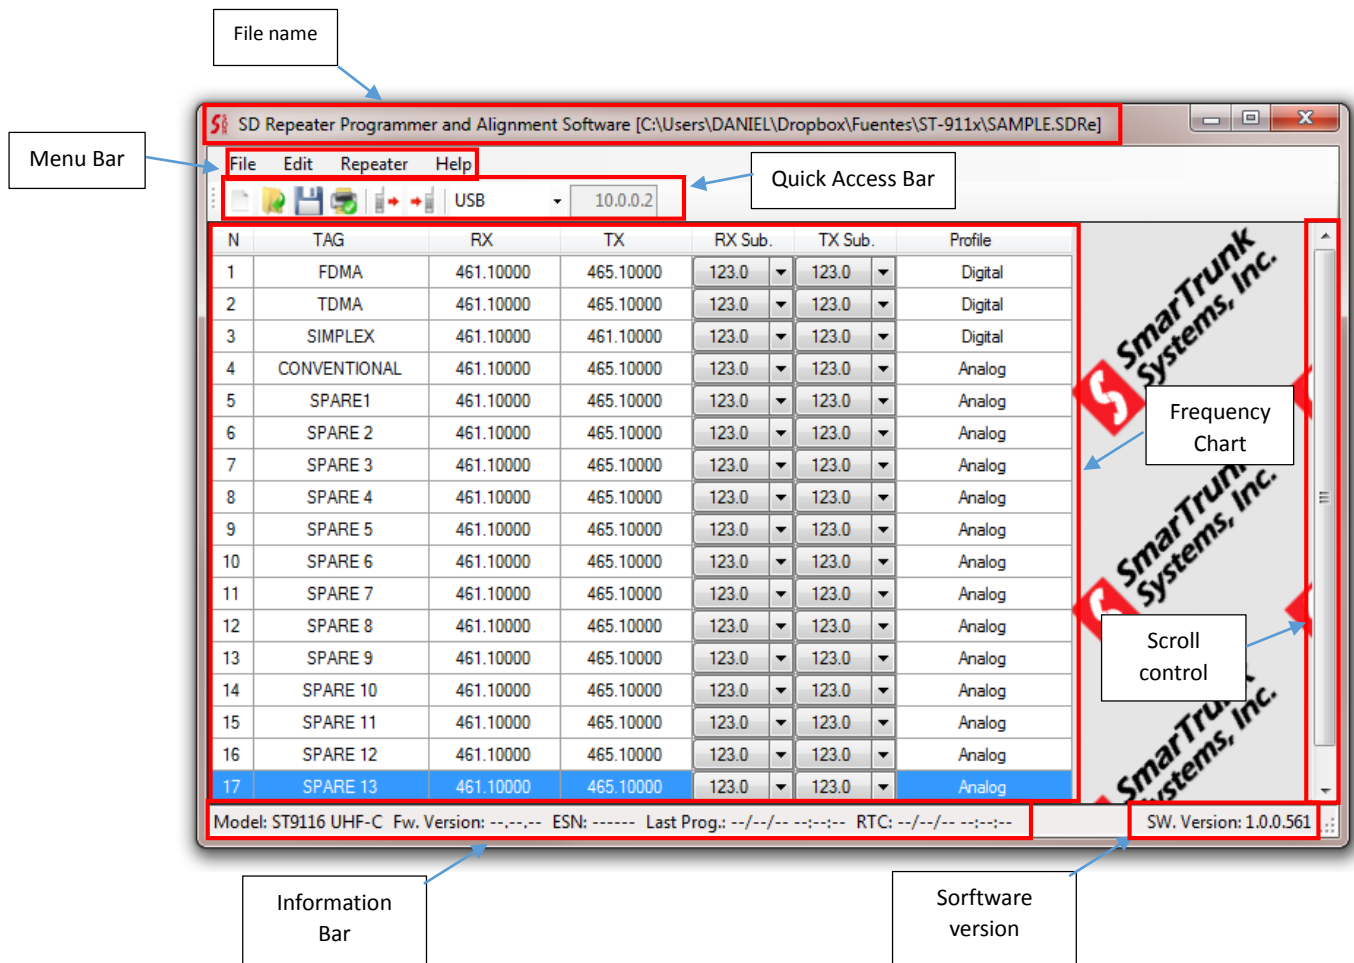 File name
SD Repeater Programmer and Alignment Software [C:\Users\DANIEL\Dropbox\Fuentes\ST-911x\SAMPLE.SDRe]
Menu Bar
File Edit Repeater Help
Quick Access Bar
USB 10.0.0.2
N TAG RX TX RX Sub. TX Sub. Profile
1 FDMA 461.10000 465.10000 123.0 123.0 Digital
2 TDMA 461.10000 465.10000 123.0 123.0 Digital
3 SIMPLEX 461.10000 461.10000 123.0 123.0 Digital
4 CONVENTIONAL 461.10000 465.10000 123.0 123.0 Analog
5 SPARE1 461.10000 465.10000 123.0 123.0 Analog
6 SPARE 2 461.10000 465.10000 123.0 123.0 Analog
7 SPARE 3 461.10000 465.10000 123.0 123.0 Analog
8 SPARE 4 461.10000 465.10000 123.0 123.0 Analog
9 SPARE 5 461.10000 465.10000 123.0 123.0 Analog
10 SPARE 6 461.10000 465.10000 123.0 123.0 Analog
11 SPARE 7 461.10000 465.10000 123.0 123.0 Analog
12 SPARE 8 461.10000 465.10000 123.0 123.0 Analog
13 SPARE 9 461.10000 465.10000 123.0 123.0 Analog
14 SPARE 10 461.10000 465.10000 123.0 123.0 Analog
15 SPARE 11 461.10000 465.10000 123.0 123.0 Analog
16 SPARE 12 461.10000 465.10000 123.0 123.0 Analog
17 SPARE 13 461.10000 465.10000 123.0 123.0 Analog
SmarTrunk
Systems, Inc.
Frequency
Chart
SmarTrunk
Systems, Inc.
Scroll
control
SmarTrunk
Systems, Inc.
Model: ST9116 UHF-C Fw. Version: --.--.-- ESN: ------ Last Prog.: --/--/-- --:--:-- RTC: --/--/-- --:--:--
SW. Version: 1.0.0.561
Information
Bar
Sorftware
version